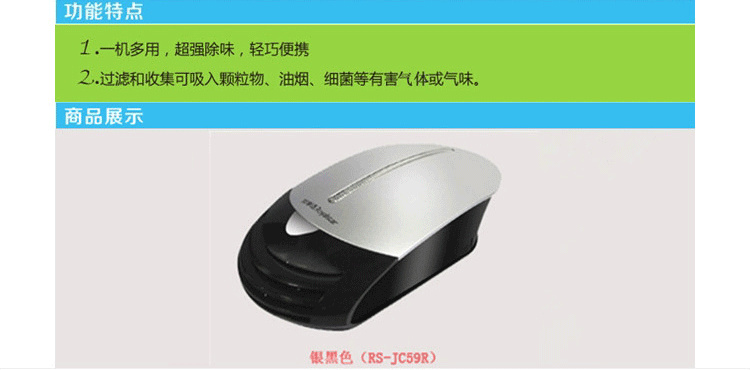 功能特点
1.一机多用，超强除味，轻巧便携
2.过滤和收集可吸入颗粒物、油烟、细菌等有害气体或气味。
商品展示
银黑色（RS-JC59R）